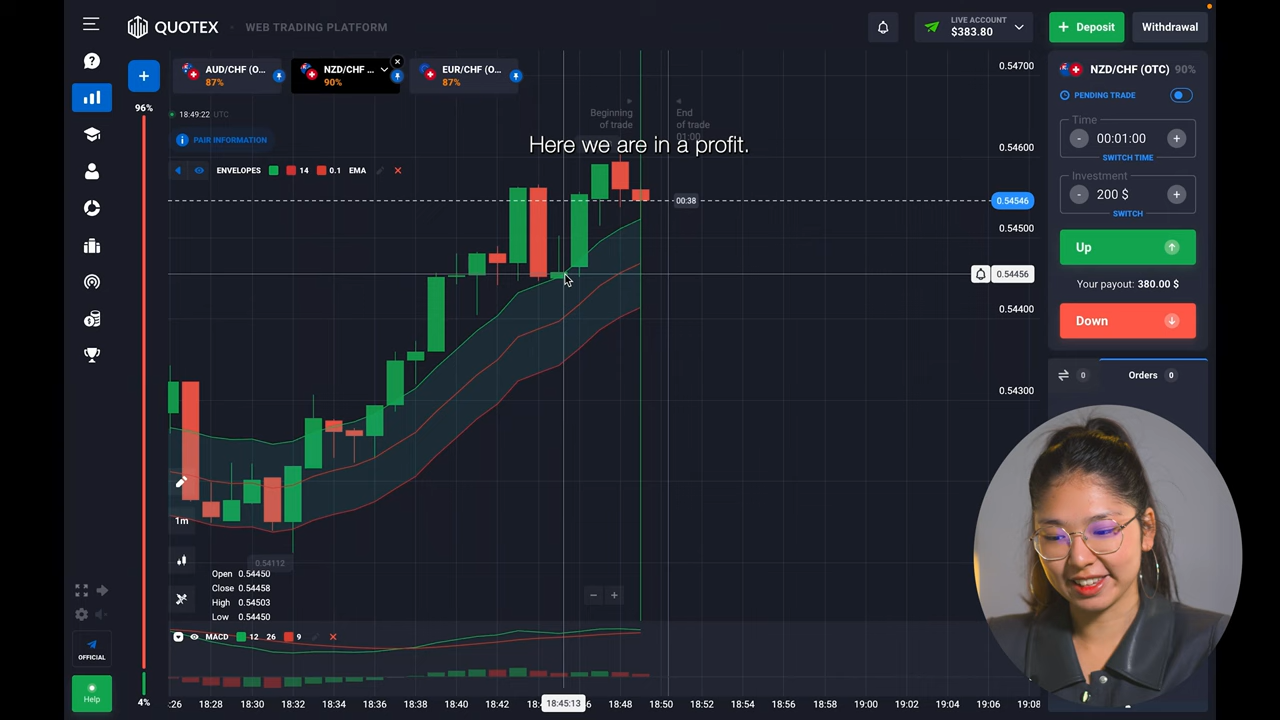 QUOTEX
WEB TRADING PLATFORM
LIVE ACCOUNT
$383.80
+ Deposit
Withdrawal
+
AUD/CHF (O...
87%
NZD/CHF ...
90%
EUR/CHF (O...
87%
NZD/CHF (OTC) 90%
PENDING TRADE
Time
- 00:01:00 +
SWITCH TIME
Investment
- 200 $ +
SWITCH
Up
Your payout: 380.00 $
Down
0
Orders 0
96%
18:49:22 UTC
PAIR INFORMATION
ENVELOPES 14 0.1 EMA
Beginning
of trade
End
of trade
01:00
Here we are in a profit.
00:38
0.54700
0.54600
0.54546
0.54500
0.54456
0.54400
0.54300
1m
0.54112
Open 0.54450
Close 0.54458
High 0.54503
Low 0.54450
− +
MACD 12 26 9
OFFICIAL
Help
4%
:26 18:28 18:30 18:32 18:34 18:36 18:38 18:40 18:42 18:4 18:45:13 6 18:48 18:50 18:52 18:54 18:56 18:58 19:00 19:02 19:04 19:06 19:08